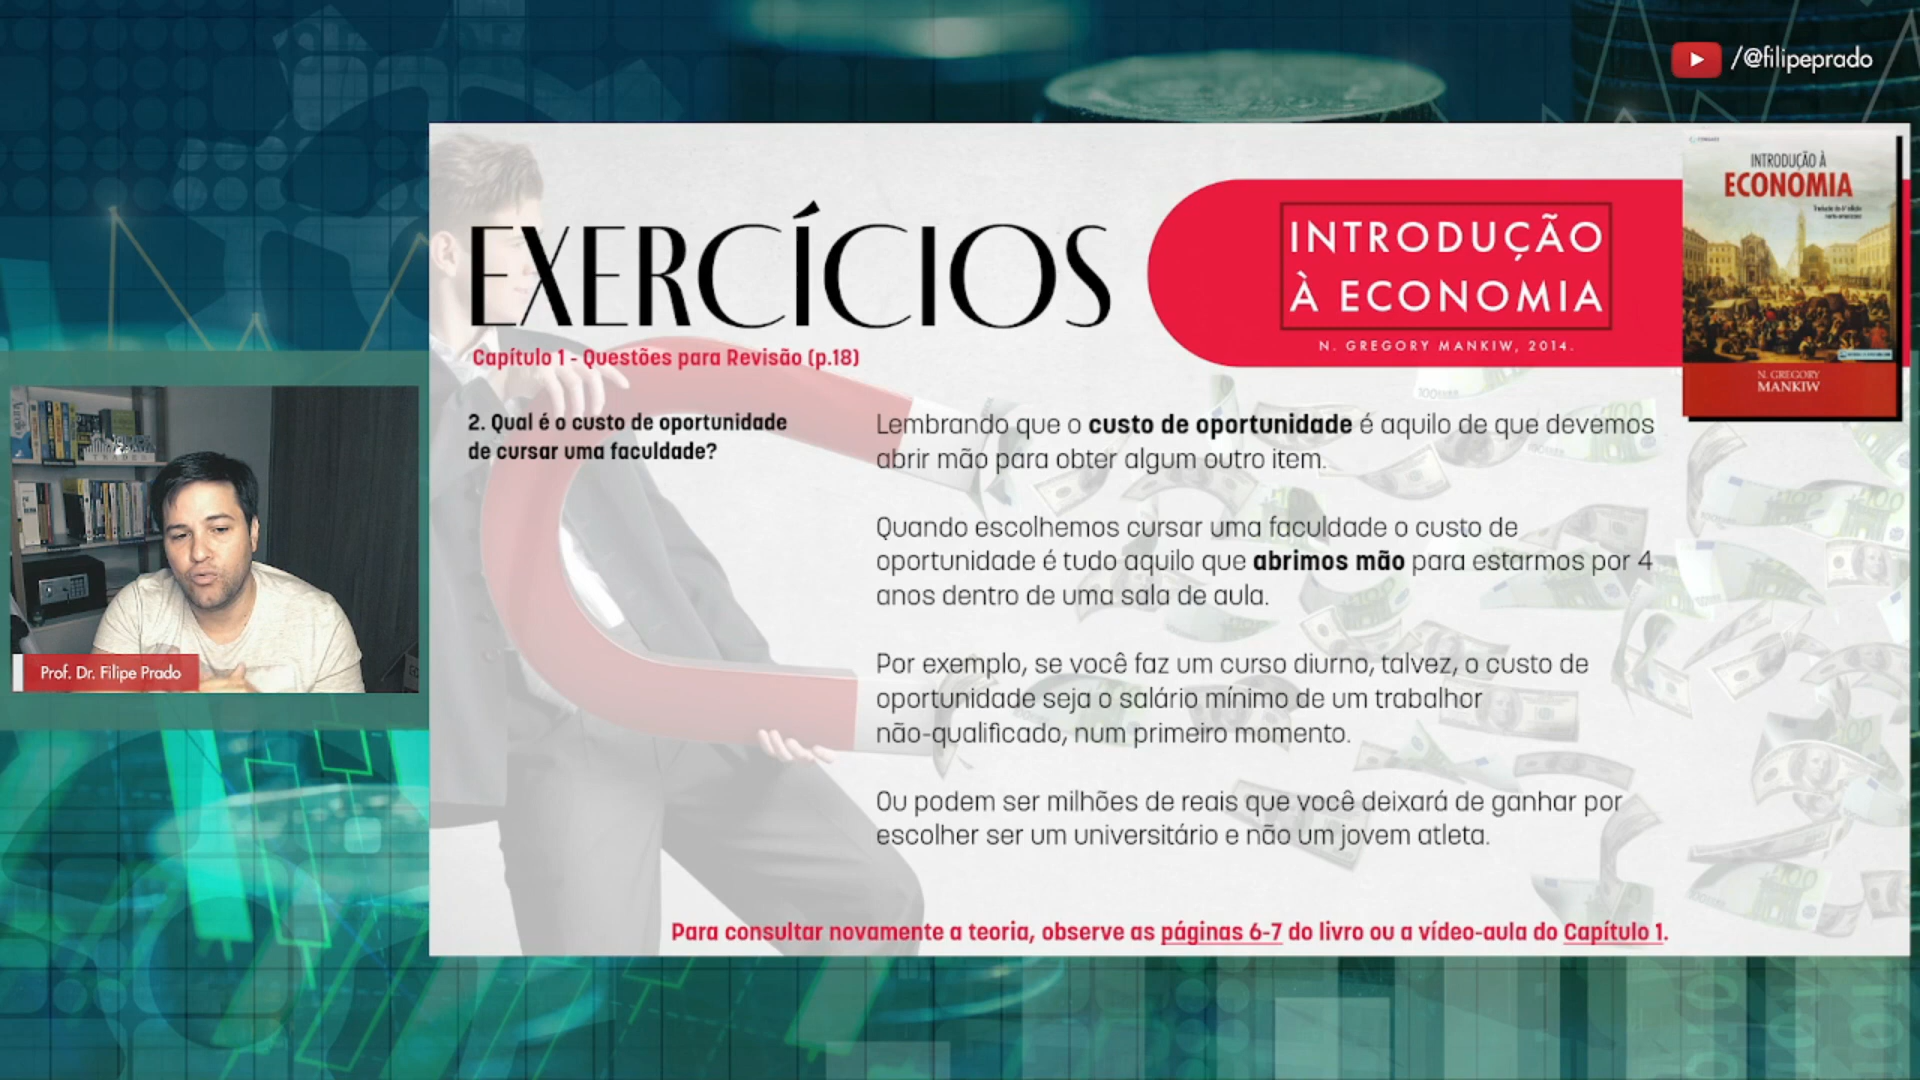 /@filipeprado
INTRODUÇÃO À
ECONOMIA
EXERCÍCIOS
INTRODUÇÃO
À ECONOMIA
N. GREGORY MANKIW, 2014.
N. GREGORY
MANKIW
Capítulo 1 - Questões para Revisão (p.18)
2. Qual é o custo de oportunidade
de cursar uma faculdade?
Lembrando que o custo de oportunidade é aquilo de que devemos
abrir mão para obter algum outro item.
Quando escolhemos cursar uma faculdade o custo de
oportunidade é tudo aquilo que abrimos mão para estarmos por 4
anos dentro de uma sala de aula.
Por exemplo, se você faz um curso diurno, talvez, o custo de
oportunidade seja o salário mínimo de um trabalhor
não-qualificado, num primeiro momento.
Ou podem ser milhões de reais que você deixará de ganhar por
escolher ser um universitário e não um jovem atleta.
Prof. Dr. Filipe Prado
Para consultar novamente a teoria, observe as páginas 6-7 do livro ou a vídeo-aula do Capítulo 1.